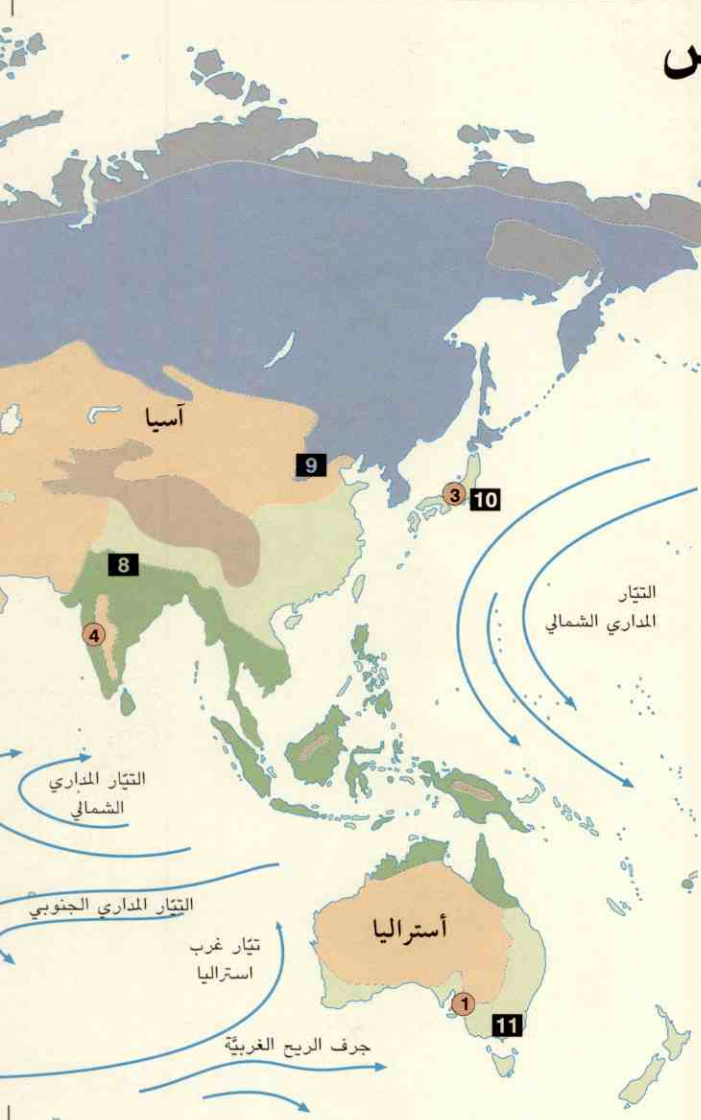 س
آسيا
9
3
10
8
4
التيّار
المداري الشمالي
التيّار المداري
الشمالي
التيّار المداري الجنوبي
أستراليا
تيّار غرب
استراليا
1
11
جرف الريح الغربيَّة